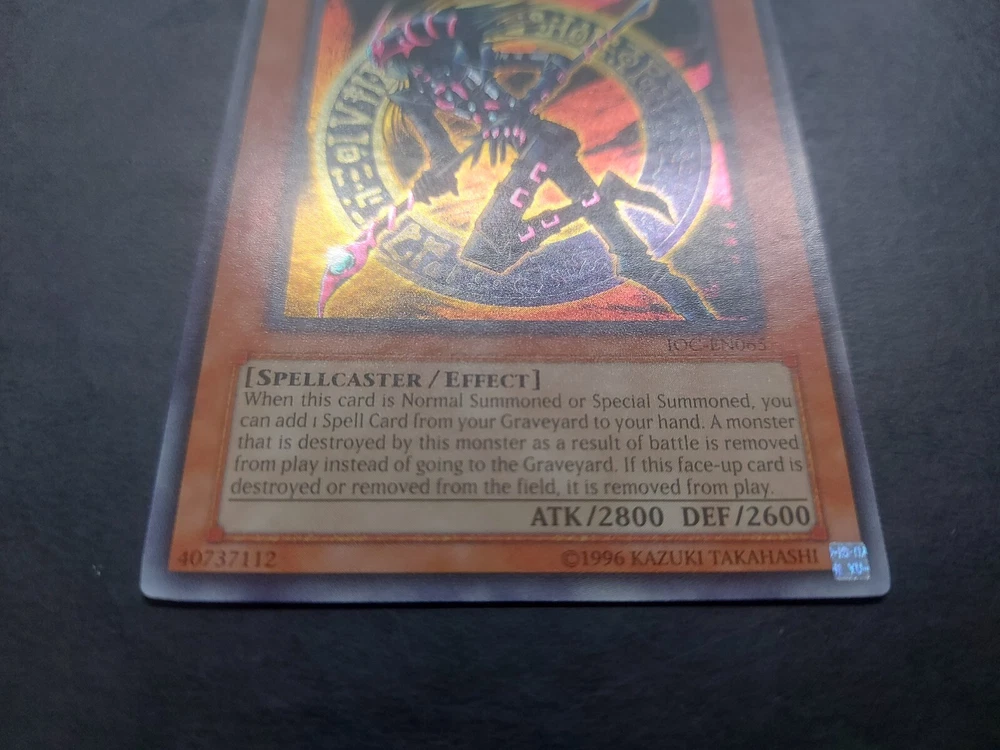 IOC-EN065
[SPELLCASTER / EFFECT]
When this card is Normal Summoned or Special Summoned, you
can add 1 Spell Card from your Graveyard to your hand. A monster
that is destroyed by this monster as a result of battle is removed
from play instead of going to the Graveyard. If this face-up card is
destroyed or removed from the field, it is removed from play.
ATK/2800 DEF/2600
40737112
©1996 KAZUKI TAKAHASHI